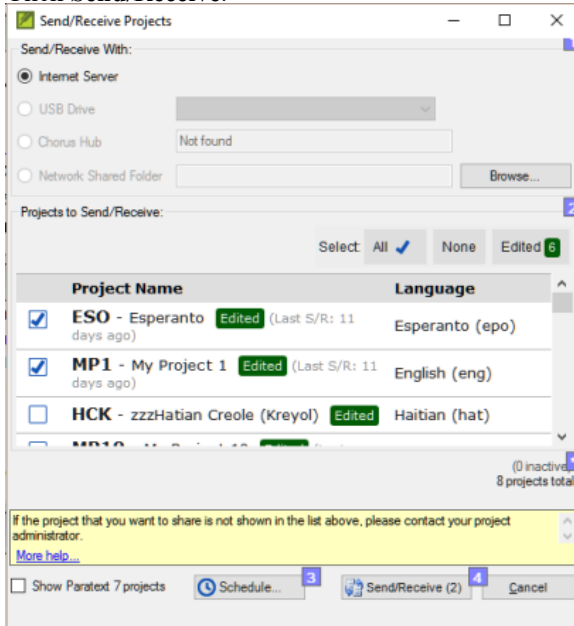 Send/Receive Projects
Send/Receive With:
Internet Server
USB Drive
Chorus Hub Not found
Network Shared Folder Browse...
2
Projects to Send/Receive:
Select: All None Edited 6
Project Name Language
ESO - Esperanto Edited (Last S/R: 11 days ago) Esperanto (epo)
MP1 - My Project 1 Edited (Last S/R: 11 days ago) English (eng)
HCK - zzzHatian Creole (Kreyol) Edited Haitian (hat)
(0 inactive)
8 projects total
If the project that you want to share is not shown in the list above, please contact your project
administrator.
More help...
Show Paratext 7 projects Schedule... 3 Send/Receive (2) 4 Cancel